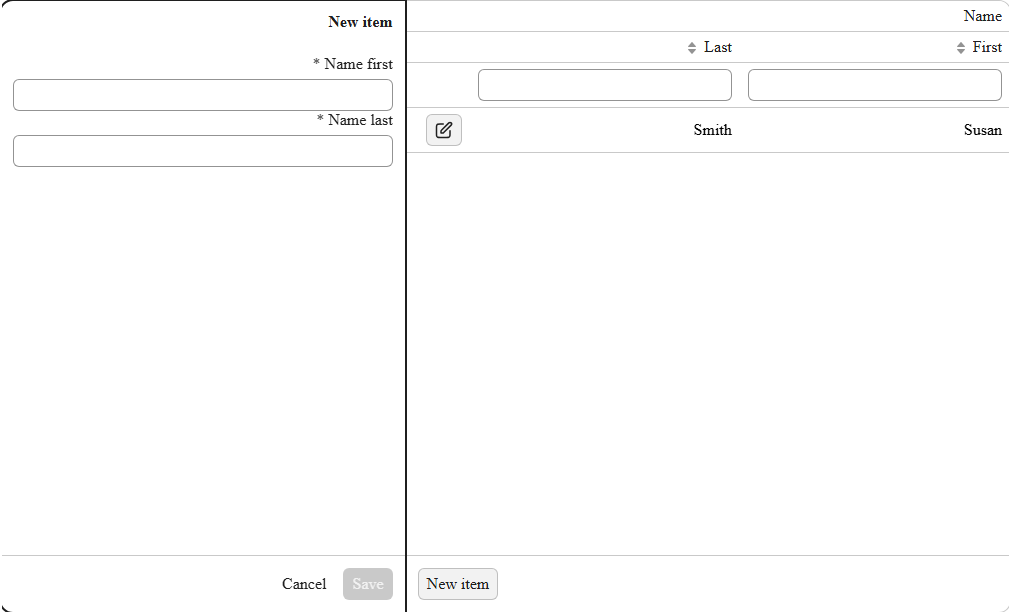 New item
* Name first
* Name last
Cancel Save
Name
Last First
Smith Susan
New item